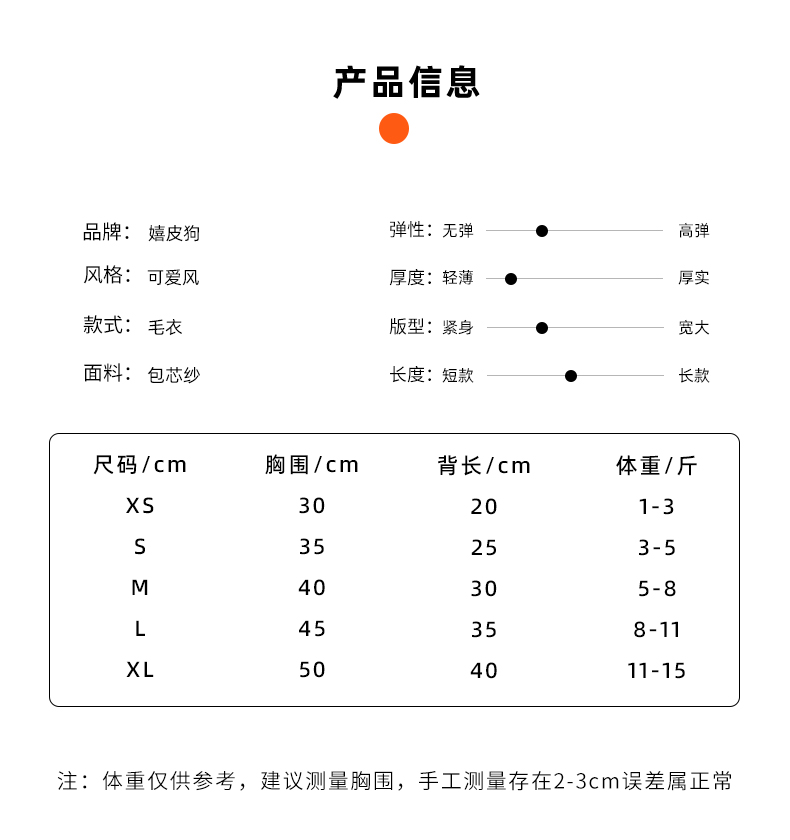 产品信息
品牌： 嬉皮狗
弹性：无弹 高弹
风格： 可爱风
厚度：轻薄 厚实
款式： 毛衣
版型：紧身 宽大
面料： 包芯纱
长度：短款 长款
尺码/cm 胸围/cm 背长/cm 体重/斤
XS 30 20 1-3
S 35 25 3-5
M 40 30 5-8
L 45 35 8-11
XL 50 40 11-15
注：体重仅供参考，建议测量胸围，手工测量存在2-3cm误差属正常